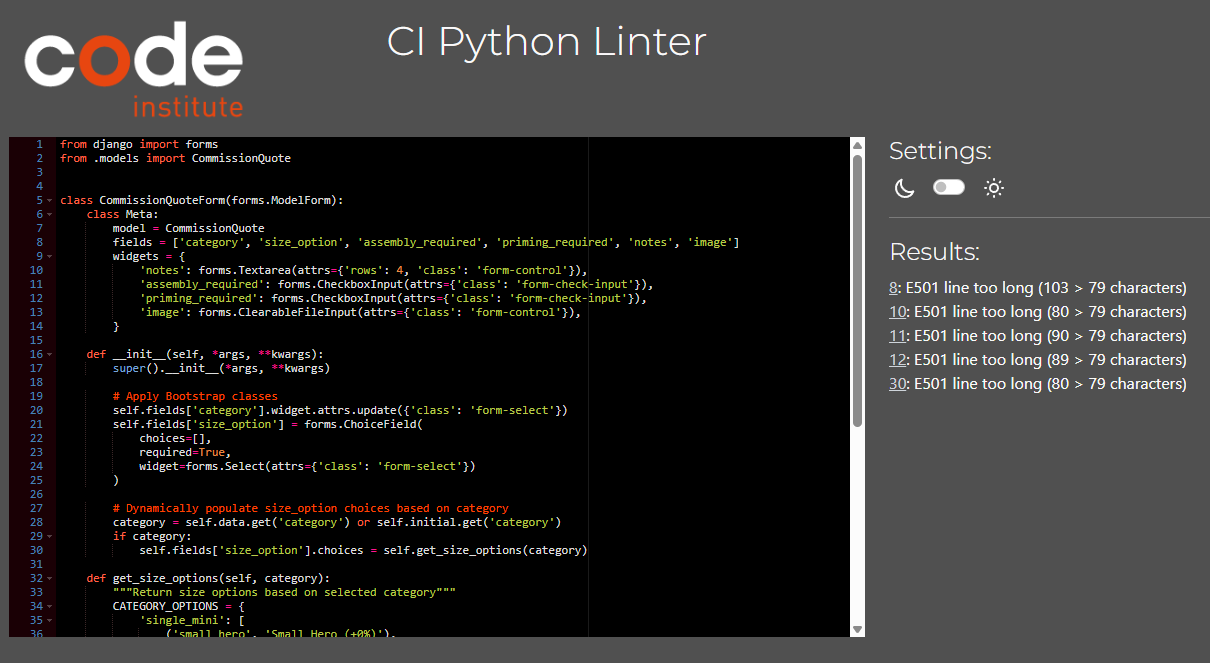 code
institute
CI Python Linter
1 from django import forms
2 from .models import CommissionQuote
3
4
5 class CommissionQuoteForm(forms.ModelForm):
6     class Meta:
7         model = CommissionQuote
8         fields = ['category', 'size_option', 'assembly_required', 'priming_required', 'notes', 'image']
9         widgets = {
10             'notes': forms.Textarea(attrs={'rows': 4, 'class': 'form-control'}),
11             'assembly_required': forms.CheckboxInput(attrs={'class': 'form-check-input'}),
12             'priming_required': forms.CheckboxInput(attrs={'class': 'form-check-input'}),
13             'image': forms.ClearableFileInput(attrs={'class': 'form-control'}),
14         }
15
16     def __init__(self, *args, **kwargs):
17         super().__init__(*args, **kwargs)
18
19         # Apply Bootstrap classes
20         self.fields['category'].widget.attrs.update({'class': 'form-select'})
21         self.fields['size_option'] = forms.ChoiceField(
22             choices=[],
23             required=True,
24             widget=forms.Select(attrs={'class': 'form-select'})
25         )
26
27         # Dynamically populate size_option choices based on category
28         category = self.data.get('category') or self.initial.get('category')
29         if category:
30             self.fields['size_option'].choices = self.get_size_options(category)
31
32     def get_size_options(self, category):
33         """Return size options based on selected category"""
34         CATEGORY_OPTIONS = {
35             'single_mini': [
36                 ('small_hero', 'Small Hero (+0%)'),
Settings:
Results:
8: E501 line too long (103 > 79 characters)
10: E501 line too long (80 > 79 characters)
11: E501 line too long (90 > 79 characters)
12: E501 line too long (89 > 79 characters)
30: E501 line too long (80 > 79 characters)